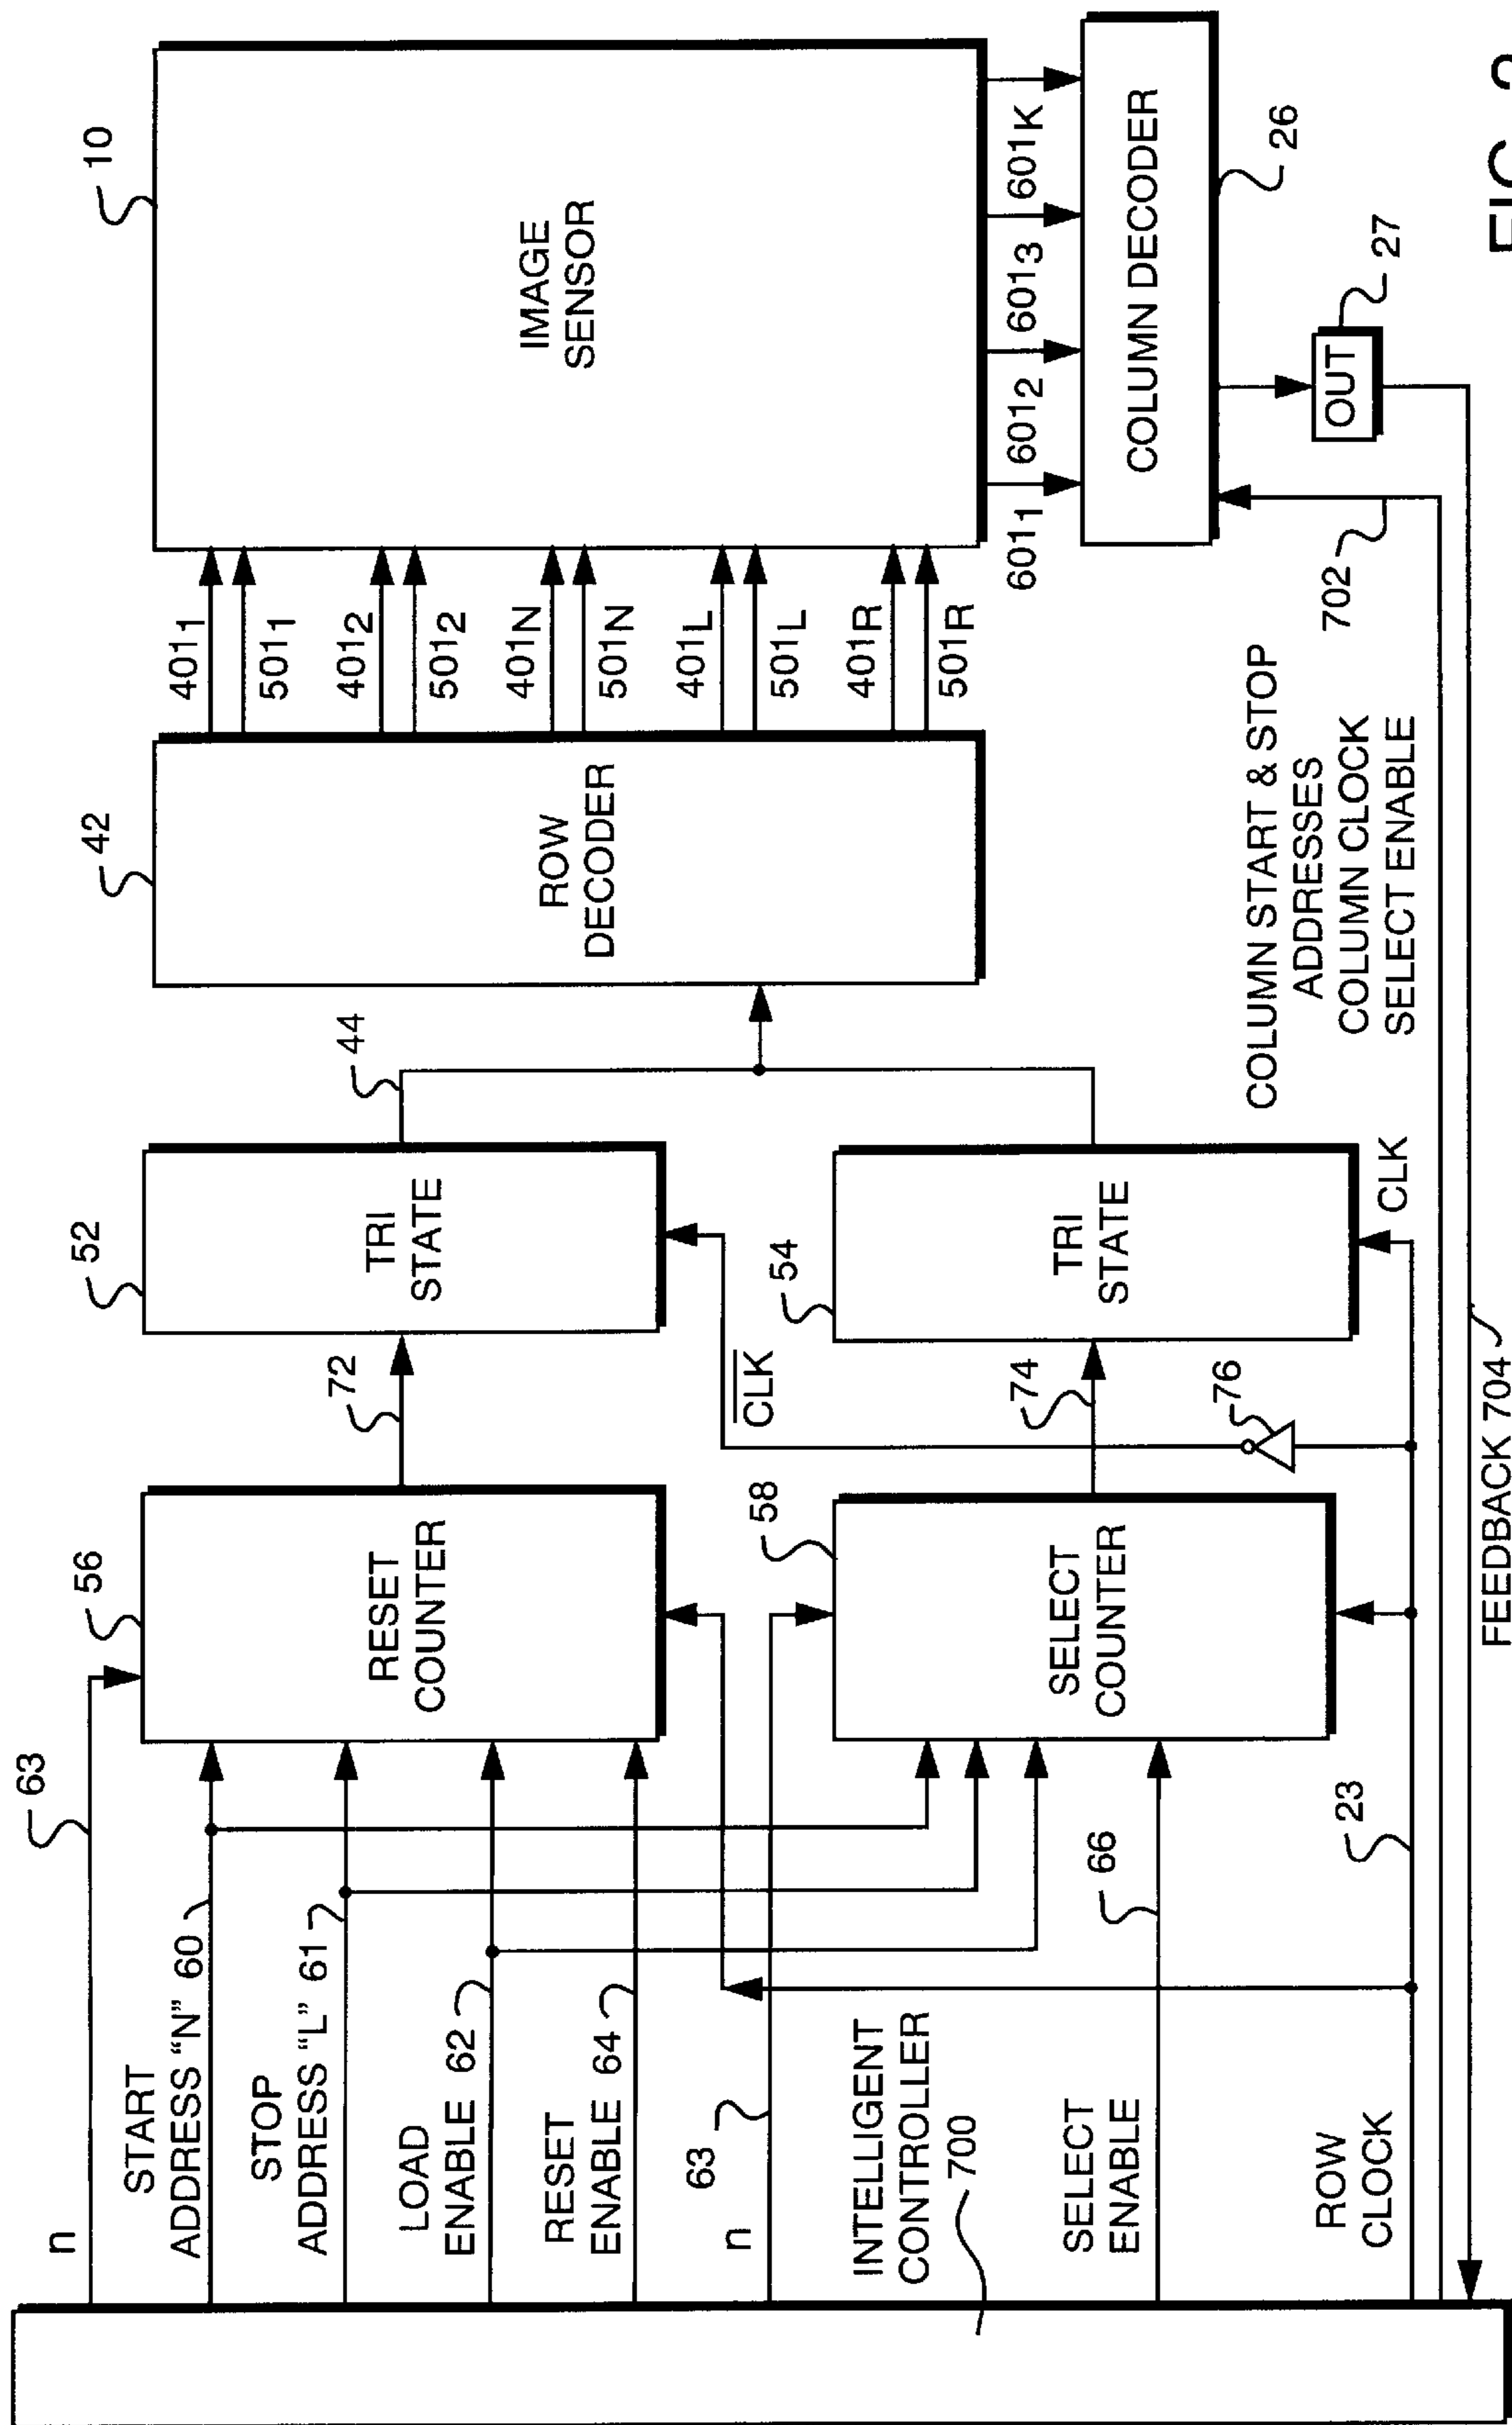 n
63
START
ADDRESS “N” 60
STOP
ADDRESS “L” 61
LOAD
ENABLE 62
RESET
ENABLE 64
63
n
INTELLIGENT
CONTROLLER
700
SELECT
ENABLE
66
ROW
CLOCK
23
56
RESET
COUNTER
58
SELECT
COUNTER
72
74
76
CLK
52
TRI
STATE
54
TRI
STATE
CLK
44
42
ROW
DECODER
4011
5011
4012
5012
401N
501N
401L
501L
401R
501R
10
IMAGE
SENSOR
6011
6012
6013
601K
COLUMN DECODER
26
OUT
27
COLUMN START & STOP
ADDRESSES
COLUMN CLOCK
SELECT ENABLE
702
FEEDBACK 704